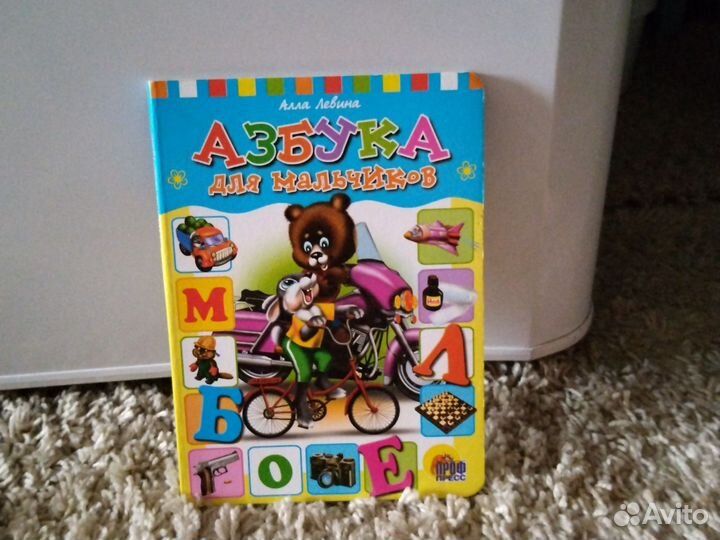 Алла Левина
АЗБУКА
ДЛЯ МАЛЬЧИКОВ
М
Л
Б
О
Е
ПРОФ
ПРЕСС
Avito